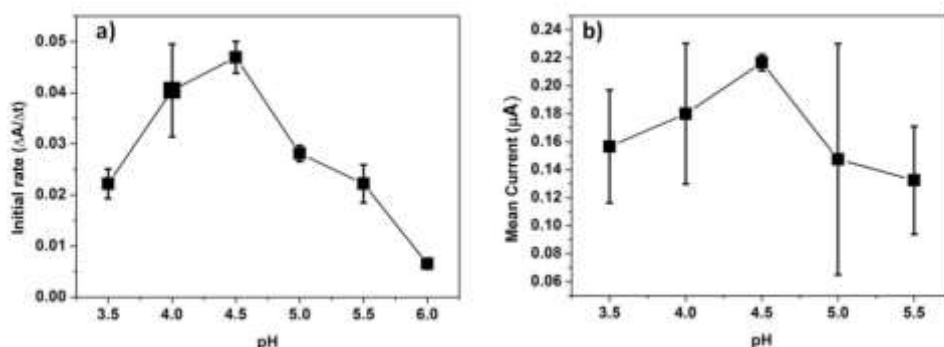 a)
Initial rate (ΔA/Δt)
0.05
0.04
0.03
0.02
0.01
0.00
3.5 4.0 4.5 5.0 5.5 6.0
pH
b)
Mean Current (µA)
0.24
0.22
0.20
0.18
0.16
0.14
0.12
0.10
0.08
0.06
3.5 4.0 4.5 5.0 5.5
pH